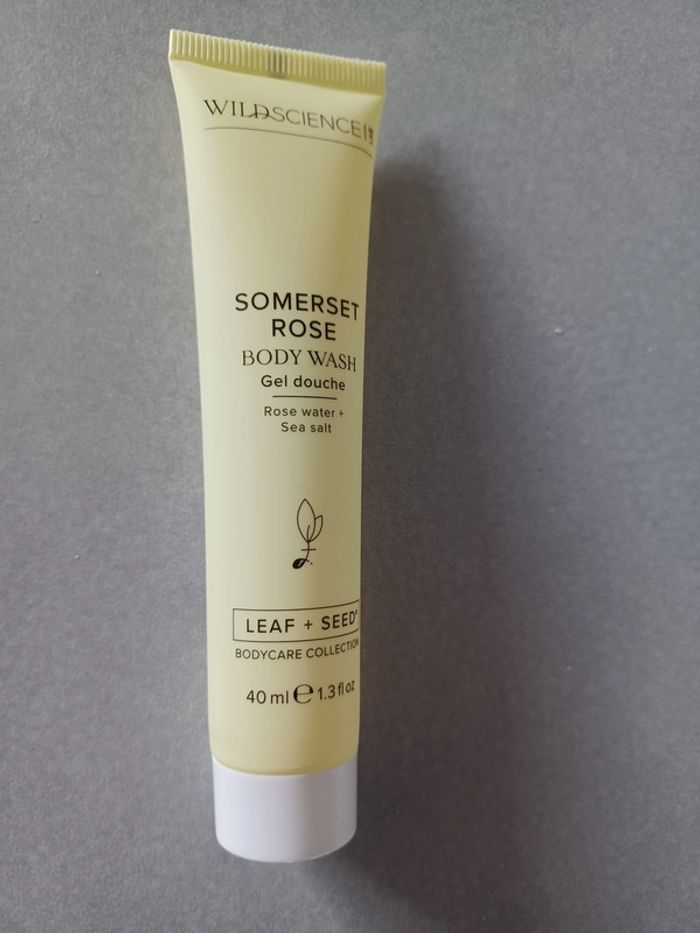 WILDSCIENCE
SOMERSET
ROSE
BODY WASH
Gel douche
Rose water +
Sea salt
LEAF + SEED
BODYCARE COLLECTION
40 ml ℮ 1.3 fl oz